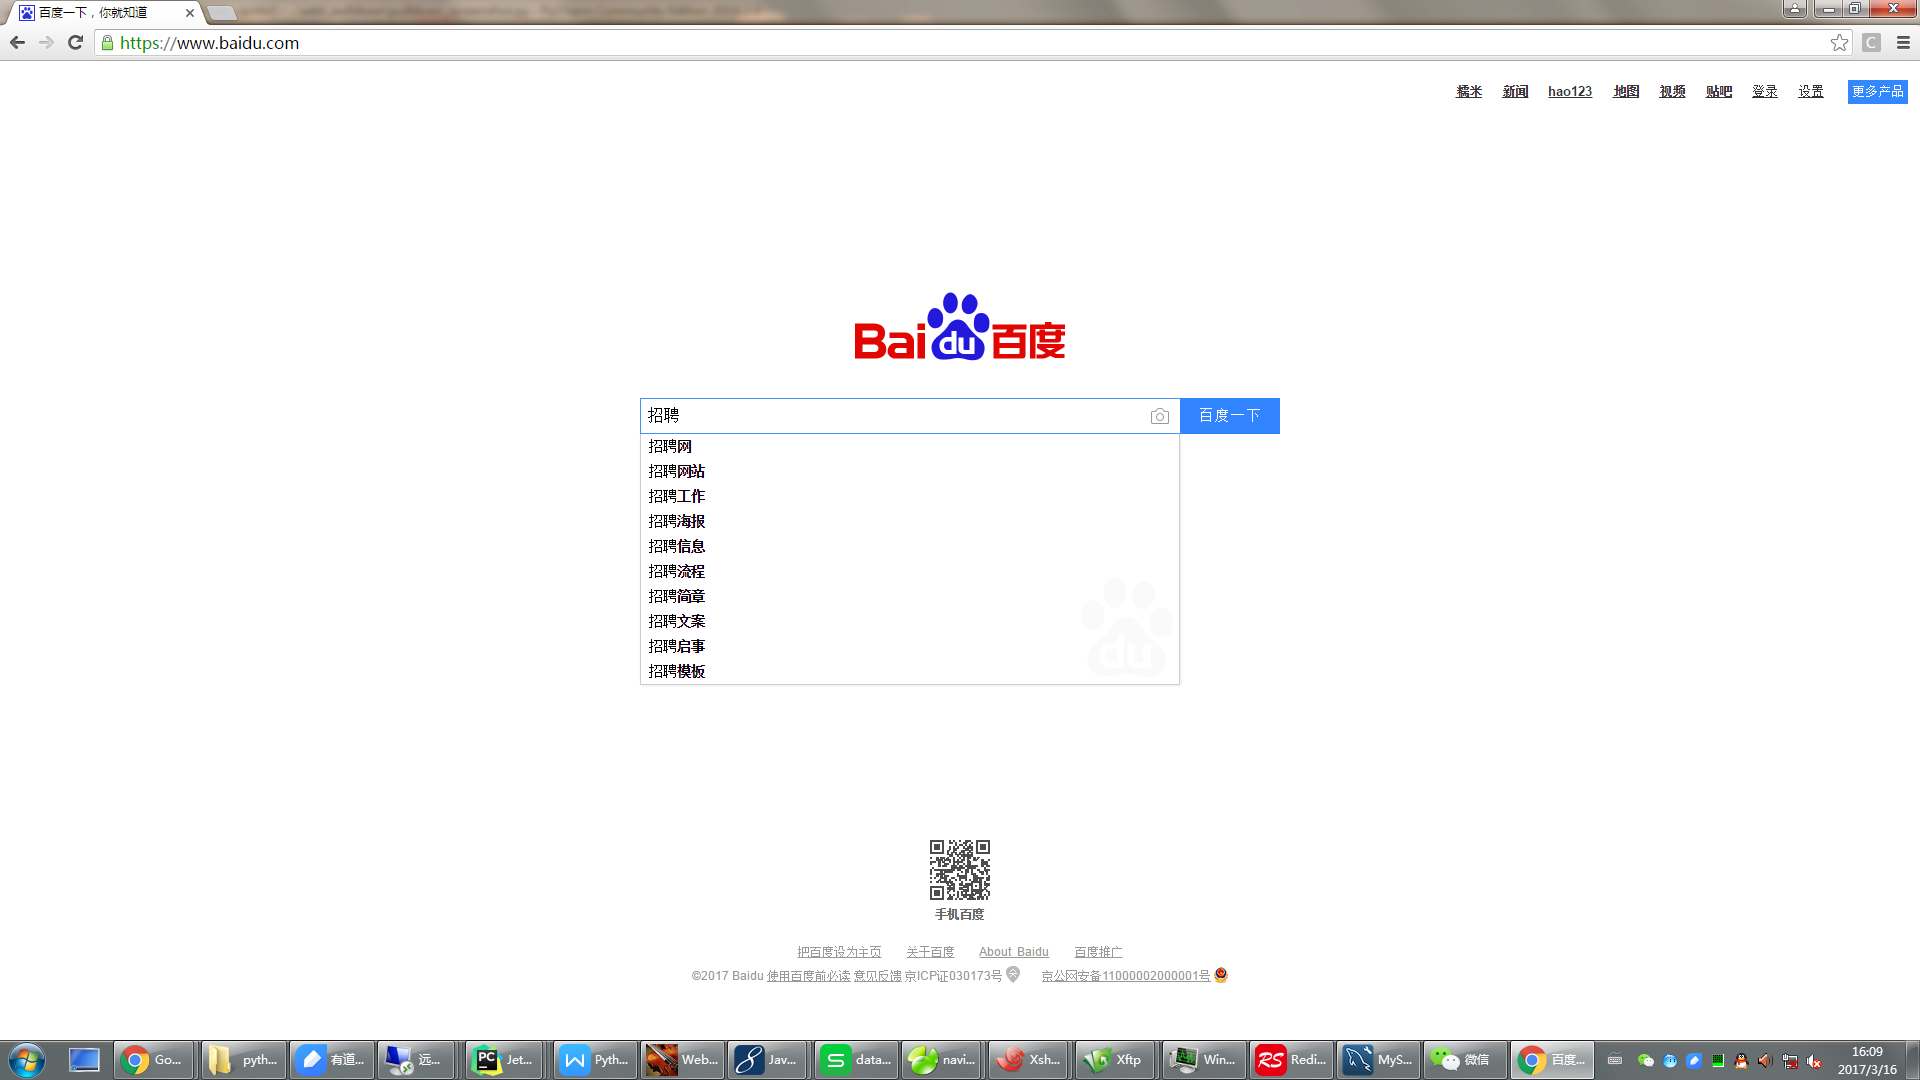 百度一下，你就知道
https://www.baidu.com
糯米 新闻 hao123 地图 视频 贴吧 登录 设置 更多产品
Bai du 百度
招聘 百度一下
招聘网
招聘网站
招聘工作
招聘海报
招聘信息
招聘流程
招聘简章
招聘文案
招聘启事
招聘模板
手机百度
把百度设为主页 关于百度 About Baidu 百度推广
©2017 Baidu 使用百度前必读 意见反馈 京ICP证030173号 京公网安备11000002000001号
Go... pyth... 有道... 远... Jet... Pyth... Web... Jav... data... navi... Xsh... Xftp Win... Redi... MyS... 微信 百度... 16:09
2017/3/16